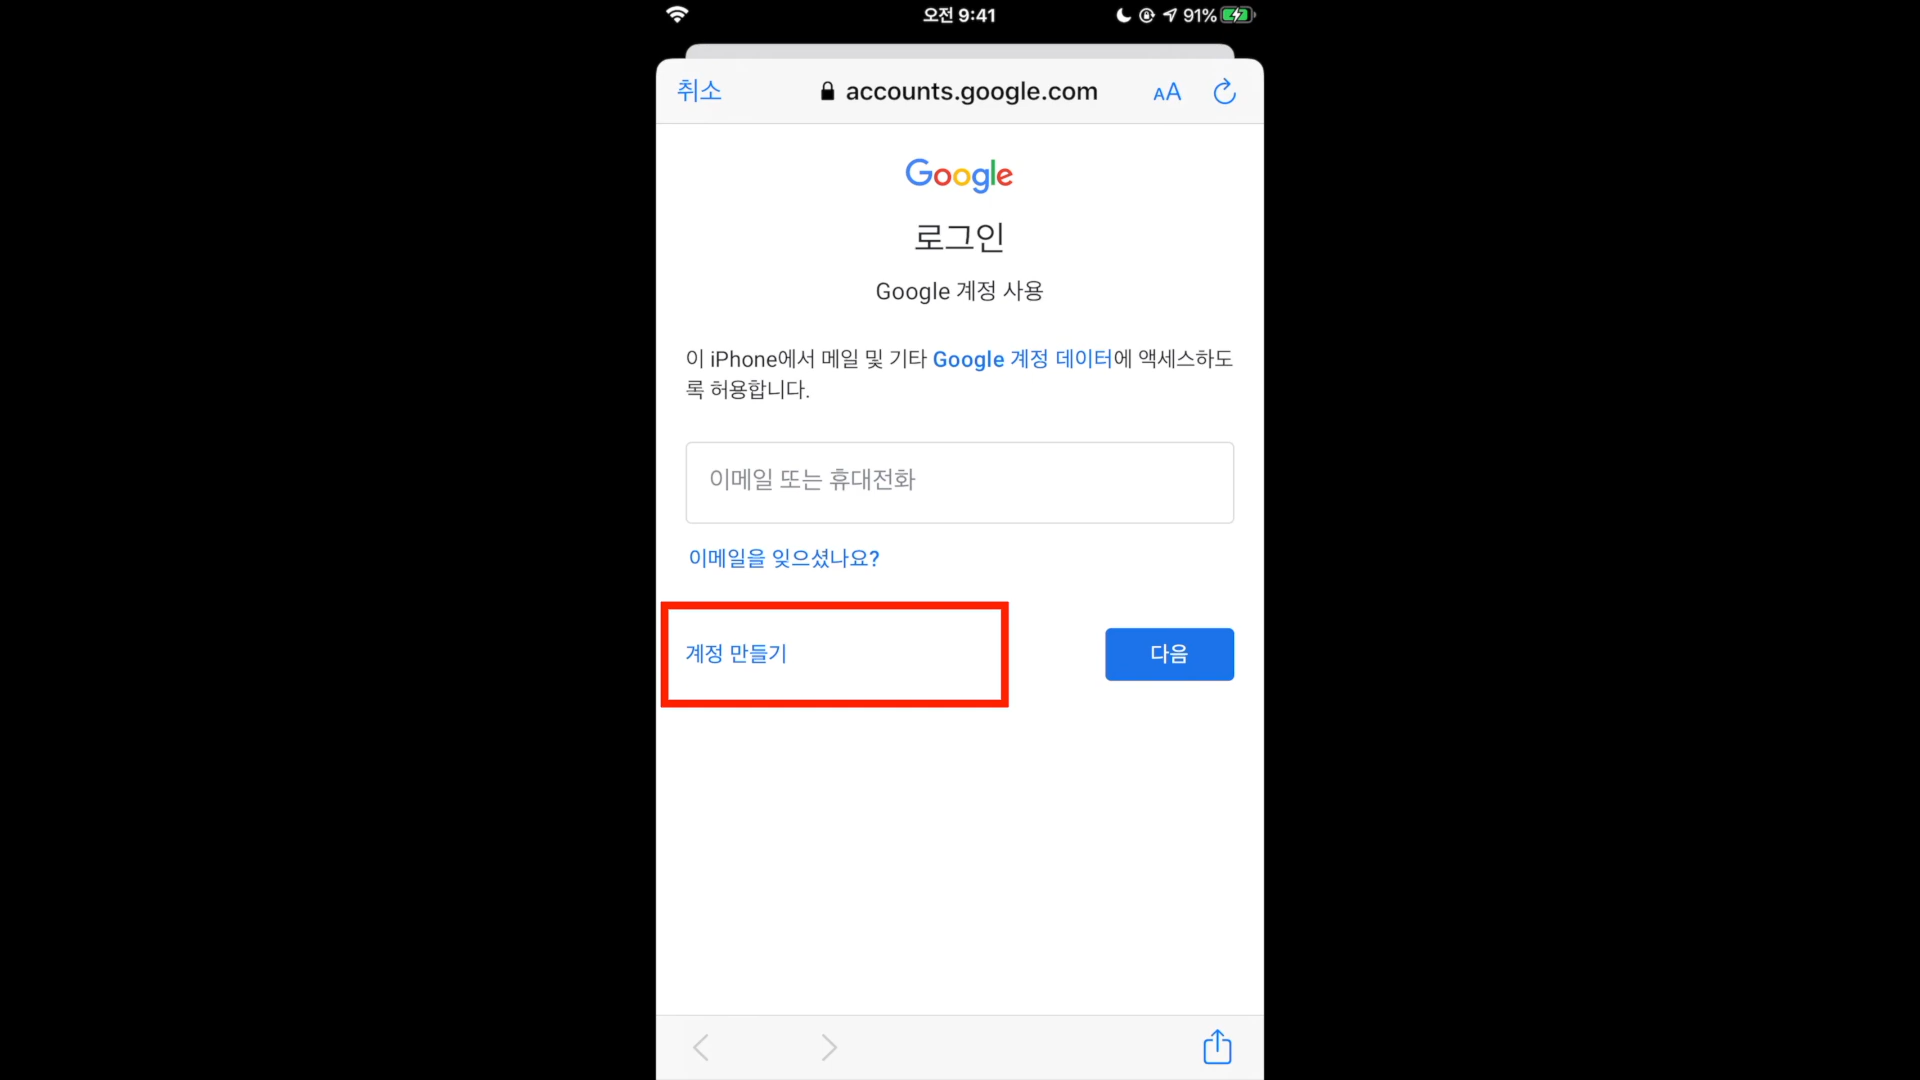 오전 9:41
91%
취소
accounts.google.com
AA
Google
로그인
Google 계정 사용
이 iPhone에서 메일 및 기타 Google 계정 데이터에 액세스하도
록 허용합니다.
이메일 또는 휴대전화
이메일을 잊으셨나요?
계정 만들기
다음